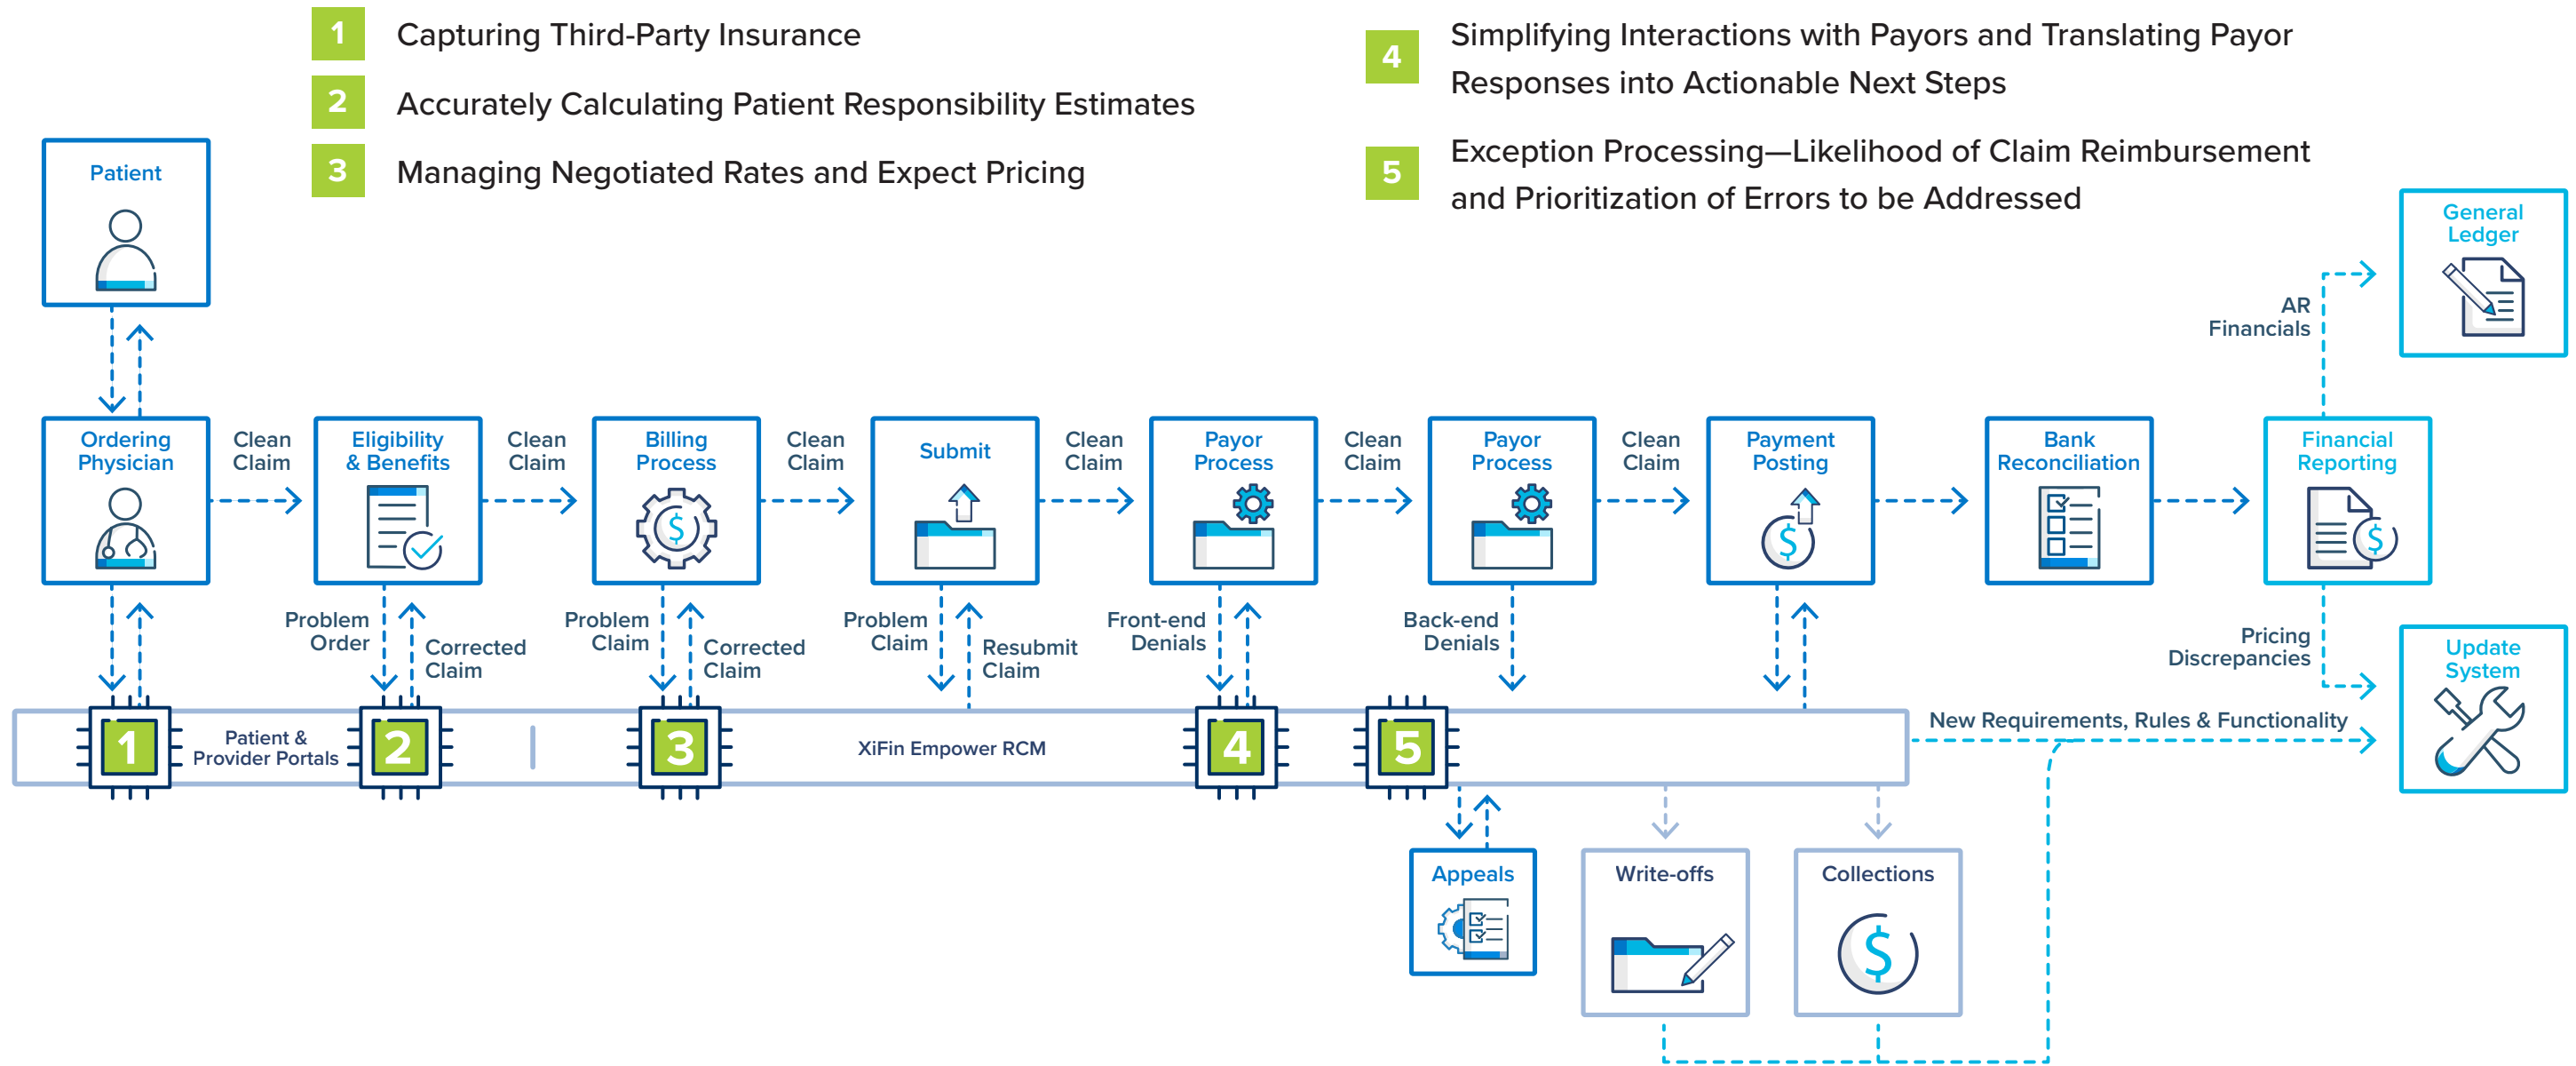 1
Capturing Third-Party Insurance
2
Accurately Calculating Patient Responsibility Estimates
3
Managing Negotiated Rates and Expect Pricing
4
Simplifying Interactions with Payors and Translating Payor
Responses into Actionable Next Steps
5
Exception Processing—Likelihood of Claim Reimbursement
and Prioritization of Errors to be Addressed
Patient
General
Ledger
AR
Financials
Ordering
Physician
Clean
Claim
Eligibility
& Benefits
Clean
Claim
Billing
Process
$
Clean
Claim
Submit
Clean
Claim
Payor
Process
Clean
Claim
Payor
Process
Clean
Claim
Payment
Posting
$
Bank
Reconciliation
Financial
Reporting
$
Problem
Order
Corrected
Claim
Problem
Claim
Corrected
Claim
Problem
Claim
Resubmit
Claim
Front-end
Denials
Back-end
Denials
Pricing
Discrepancies
Update
System
1
Patient &
Provider Portals
2
3
XiFin Empower RCM
4
5
New Requirements, Rules & Functionality
Appeals
Write-offs
Collections
$